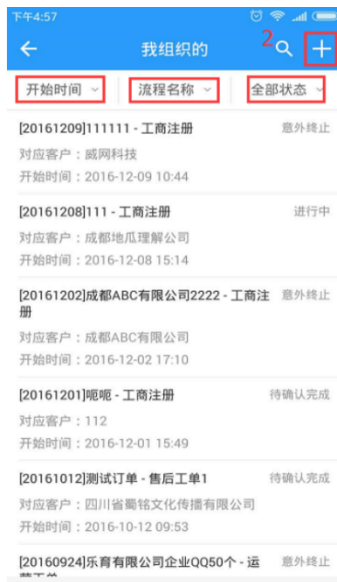 下午4:57
我组织的
2
开始时间
流程名称
全部状态
[20161209]111111 - 工商注册 意外终止
对应客户：威网科技
开始时间：2016-12-09 10:44
[20161208]111 - 工商注册 进行中
对应客户：成都地瓜理解公司
开始时间：2016-12-08 15:14
[20161202]成都ABC有限公司2222 - 工商注 意外终止
册
对应客户：成都ABC有限公司
开始时间：2016-12-02 17:10
[20161201]呃呃 - 工商注册 待确认完成
对应客户：112
开始时间：2016-12-01 15:49
[20161012]测试订单 - 售后工单1 待确认完成
对应客户：四川省蜀铭文化传播有限公司
开始时间：2016-10-12 09:53
[20160924]乐育有限公司企业QQ50个 - 运 意外终止